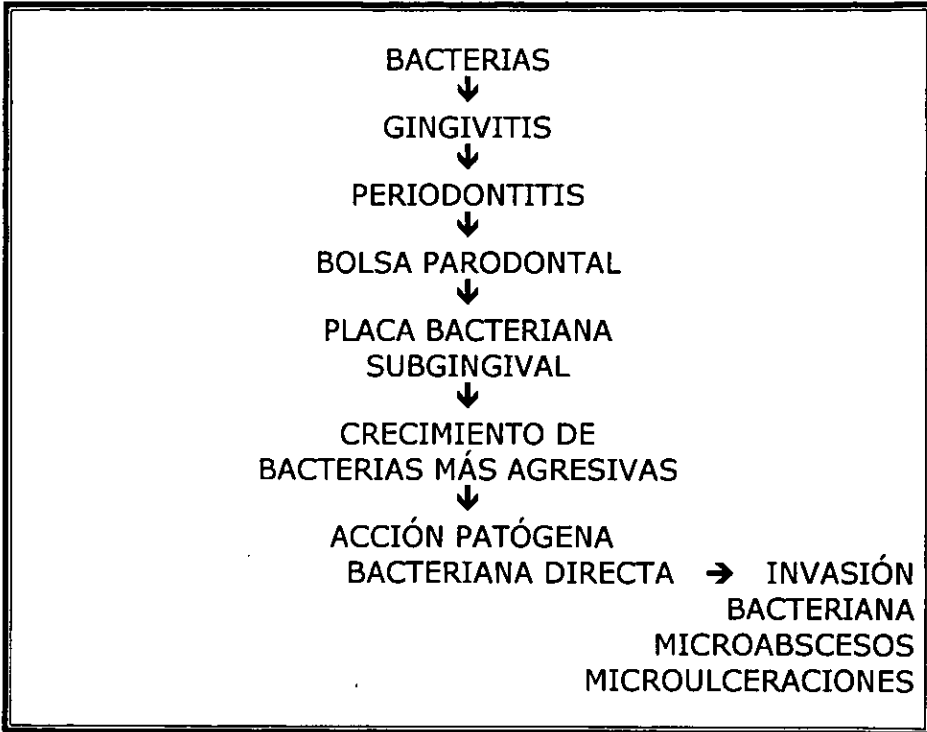 BACTERIAS
↓
GINGIVITIS
↓
PERIODONTITIS
↓
BOLSA PARODONTAL
↓
PLACA BACTERIANA
SUBGINGIVAL
↓
CRECIMIENTO DE
BACTERIAS MÁS AGRESIVAS
↓
ACCIÓN PATÓGENA
BACTERIANA DIRECTA → INVASIÓN
BACTERIANA
MICROABSCESOS
MICROULCERACIONES